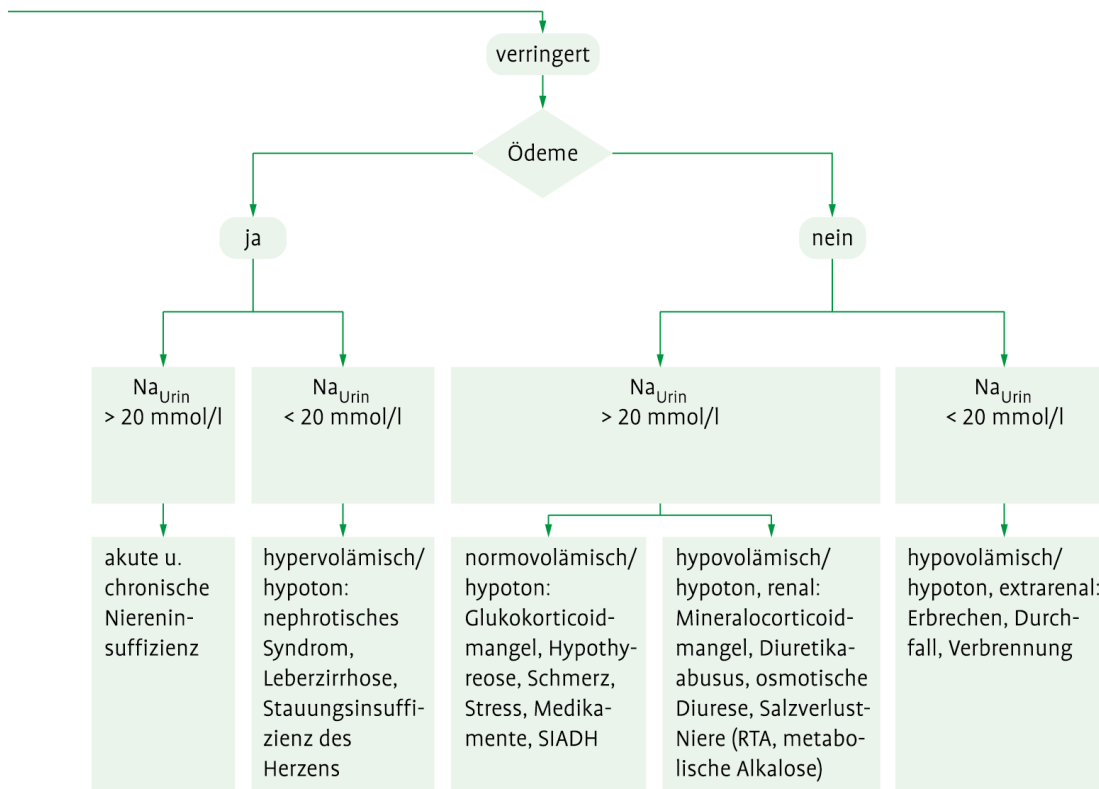 verringert
Ödeme
ja
nein
Na_Urin
> 20 mmol/l
Na_Urin
< 20 mmol/l
Na_Urin
> 20 mmol/l
Na_Urin
< 20 mmol/l
akute u.
chronische
Nierenin-
suffizienz
hypervolämisch/
hypoton:
nephrotisches
Syndrom,
Leberzirrhose,
Stauungsinsuffi-
zienz des
Herzens
normovolämisch/
hypoton:
Glukokorticoid-
mangel, Hypothy-
reose, Schmerz,
Stress, Medika-
mente, SIADH
hypovolämisch/
hypoton, renal:
Mineralocorticoid-
mangel, Diuretika-
abusus, osmotische
Diurese, Salzverlust-
Niere (RTA, metabo-
lische Alkalose)
hypovolämisch/
hypoton, extrarenal:
Erbrechen, Durch-
fall, Verbrennung